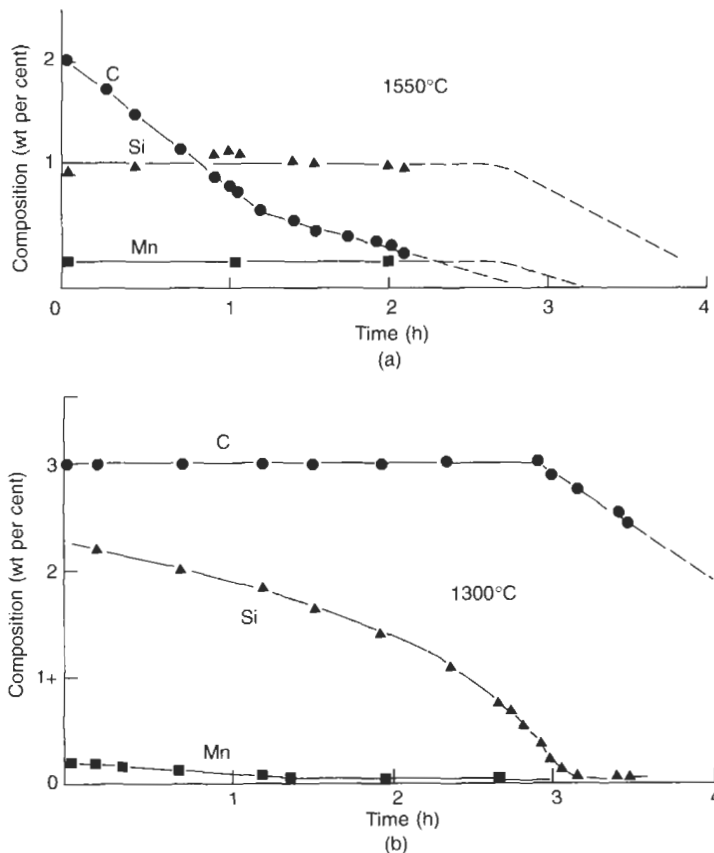 Composition (wt per cent)
2
1
0
C
Si
Mn
1550°C
1
2
3
4
Time (h)
(a)
Composition (wt per cent)
3
2
1+
0
C
Si
Mn
1300°C
1
2
3
4
Time (h)
(b)